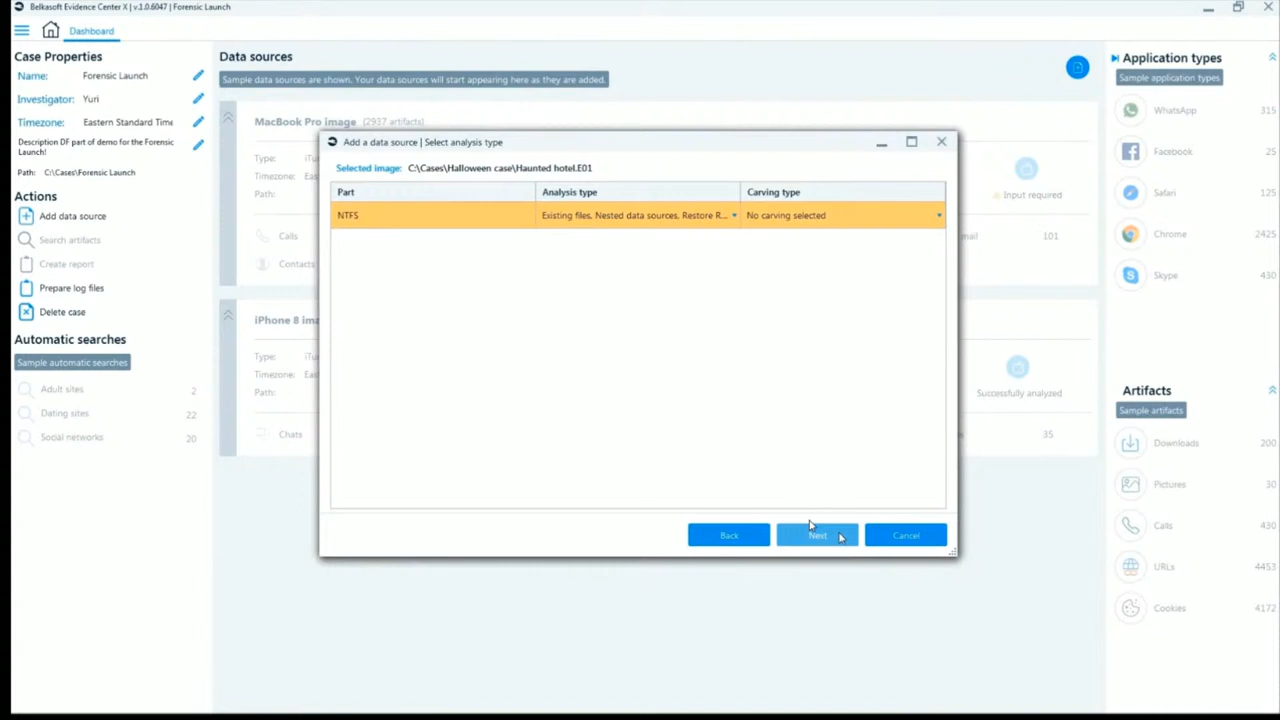 Belkasoft Evidence Center X | v.1.0.6047 | Forensic Launch
Dashboard
Case Properties
Name: Forensic Launch
Investigator: Yuri
Timezone: Eastern Standard Time
Description DF part of demo for the Forensic
Launch!
Path: C:\Cases\Forensic Launch
Actions
Add data source
Search artifacts
Create report
Prepare log files
Delete case
Automatic searches
Sample automatic searches
Adult sites 2
Dating sites 22
Social networks 20
Data sources
Sample data sources are shown. Your data sources will start appearing here as they are added.
MacBook Pro image (2937 artifacts)
Type: iTu
Timezone: Eas
Path:
Input required
Calls
mail 101
Contacts
iPhone 8 ima
Type: iTu
Timezone: Eas
Path:
Successfully analyzed
Chats
35
Add a data source | Select analysis type
Selected image: C:\Cases\Halloween case\Haunted hotel.E01
Part Analysis type Carving type
NTFS Existing files, Nested data sources, Restore R... No carving selected
Back Next Cancel
Application types
Sample application types
WhatsApp 315
Facebook 25
Safari 125
Chrome 2425
Skype 430
Artifacts
Sample artifacts
Downloads 200
Pictures 30
Calls 430
URLs 4453
Cookies 4172